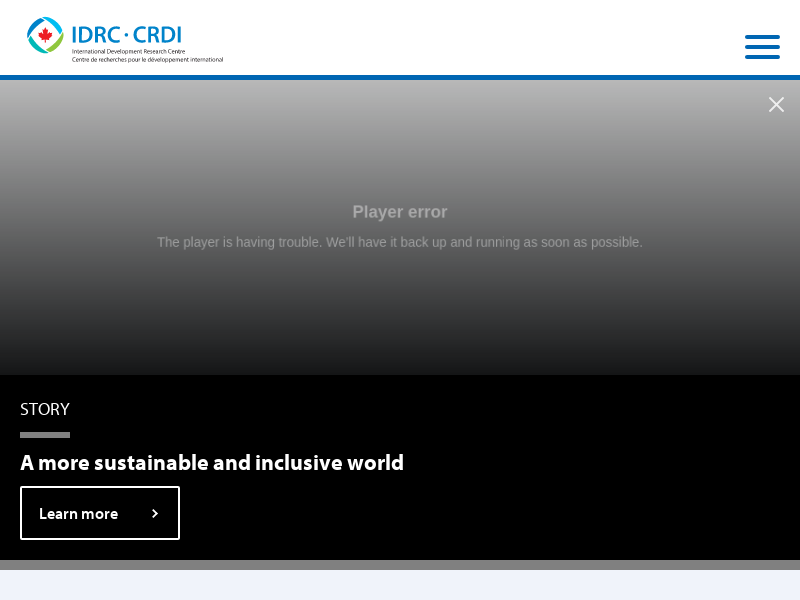 IDRC · CRDI
International Development Research Centre
Centre de recherches pour le développement international
Player error
The player is having trouble. We'll have it back up and running as soon as possible.
STORY
A more sustainable and inclusive world
Learn more